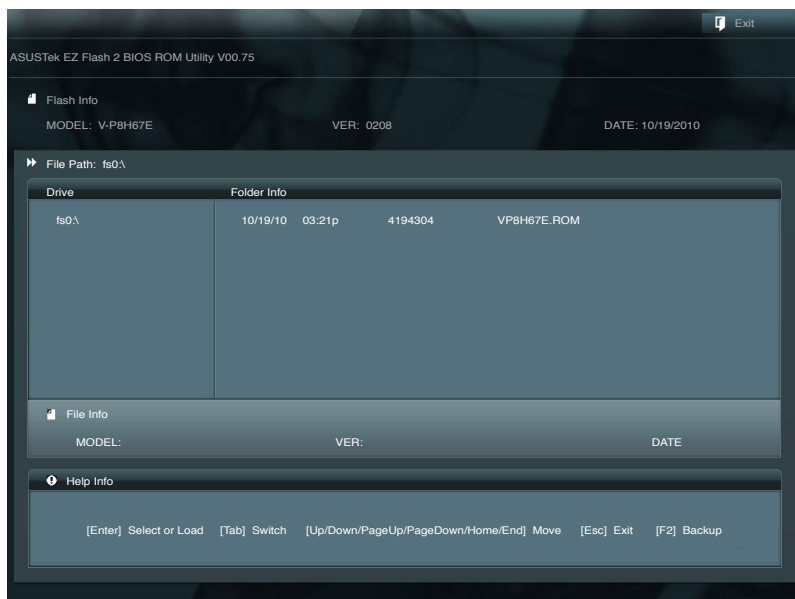 Exit
ASUSTek EZ Flash 2 BIOS ROM Utility V00.75
Flash Info
MODEL: V-P8H67E VER: 0208 DATE: 10/19/2010
File Path: fs0:\
Drive Folder Info
fs0:\ 10/19/10 03:21p 4194304 VP8H67E.ROM
File Info
MODEL: VER: DATE
Help Info
[Enter] Select or Load [Tab] Switch [Up/Down/PageUp/PageDown/Home/End] Move [Esc] Exit [F2] Backup